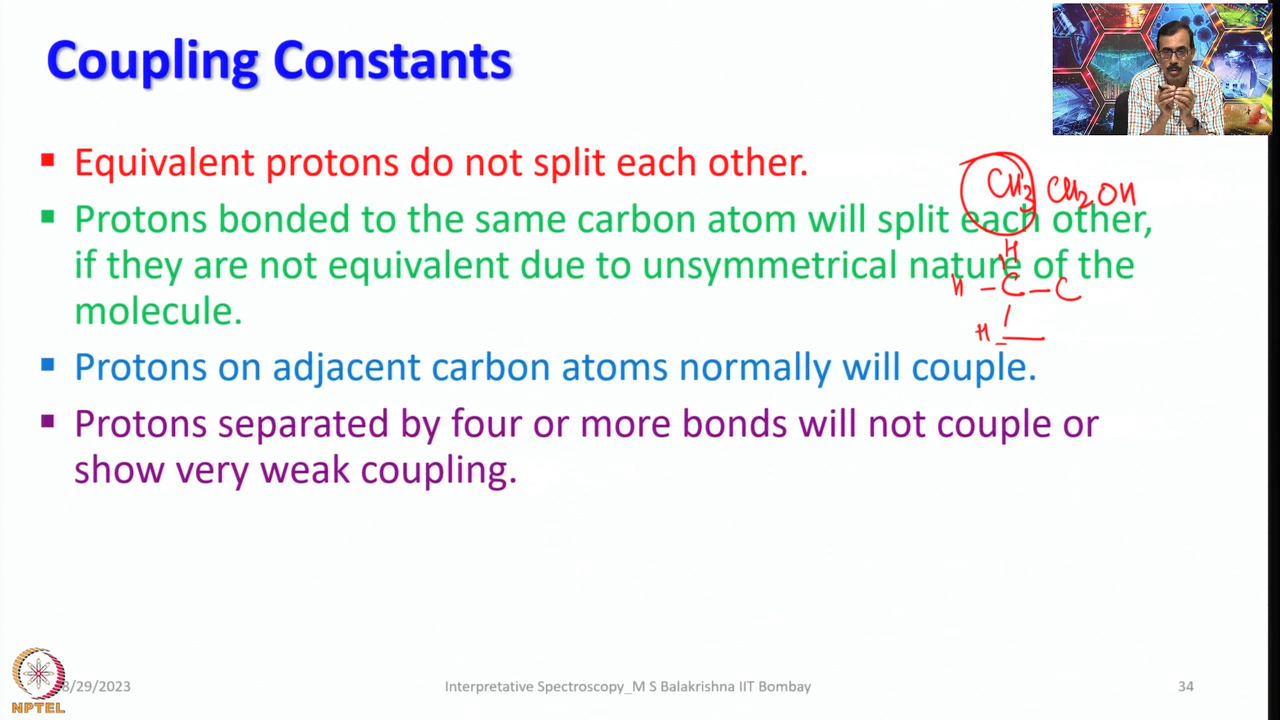 Coupling Constants
▪ Equivalent protons do not split each other.
CH3 CH2OH
▪ Protons bonded to the same carbon atom will split each other,
if they are not equivalent due to unsymmetrical nature of the
molecule.
H
H – C – C
H
▪ Protons on adjacent carbon atoms normally will couple.
▪ Protons separated by four or more bonds will not couple or
show very weak coupling.
8/29/2023
Interpretative Spectroscopy_M S Balakrishna IIT Bombay
34
NPTEL